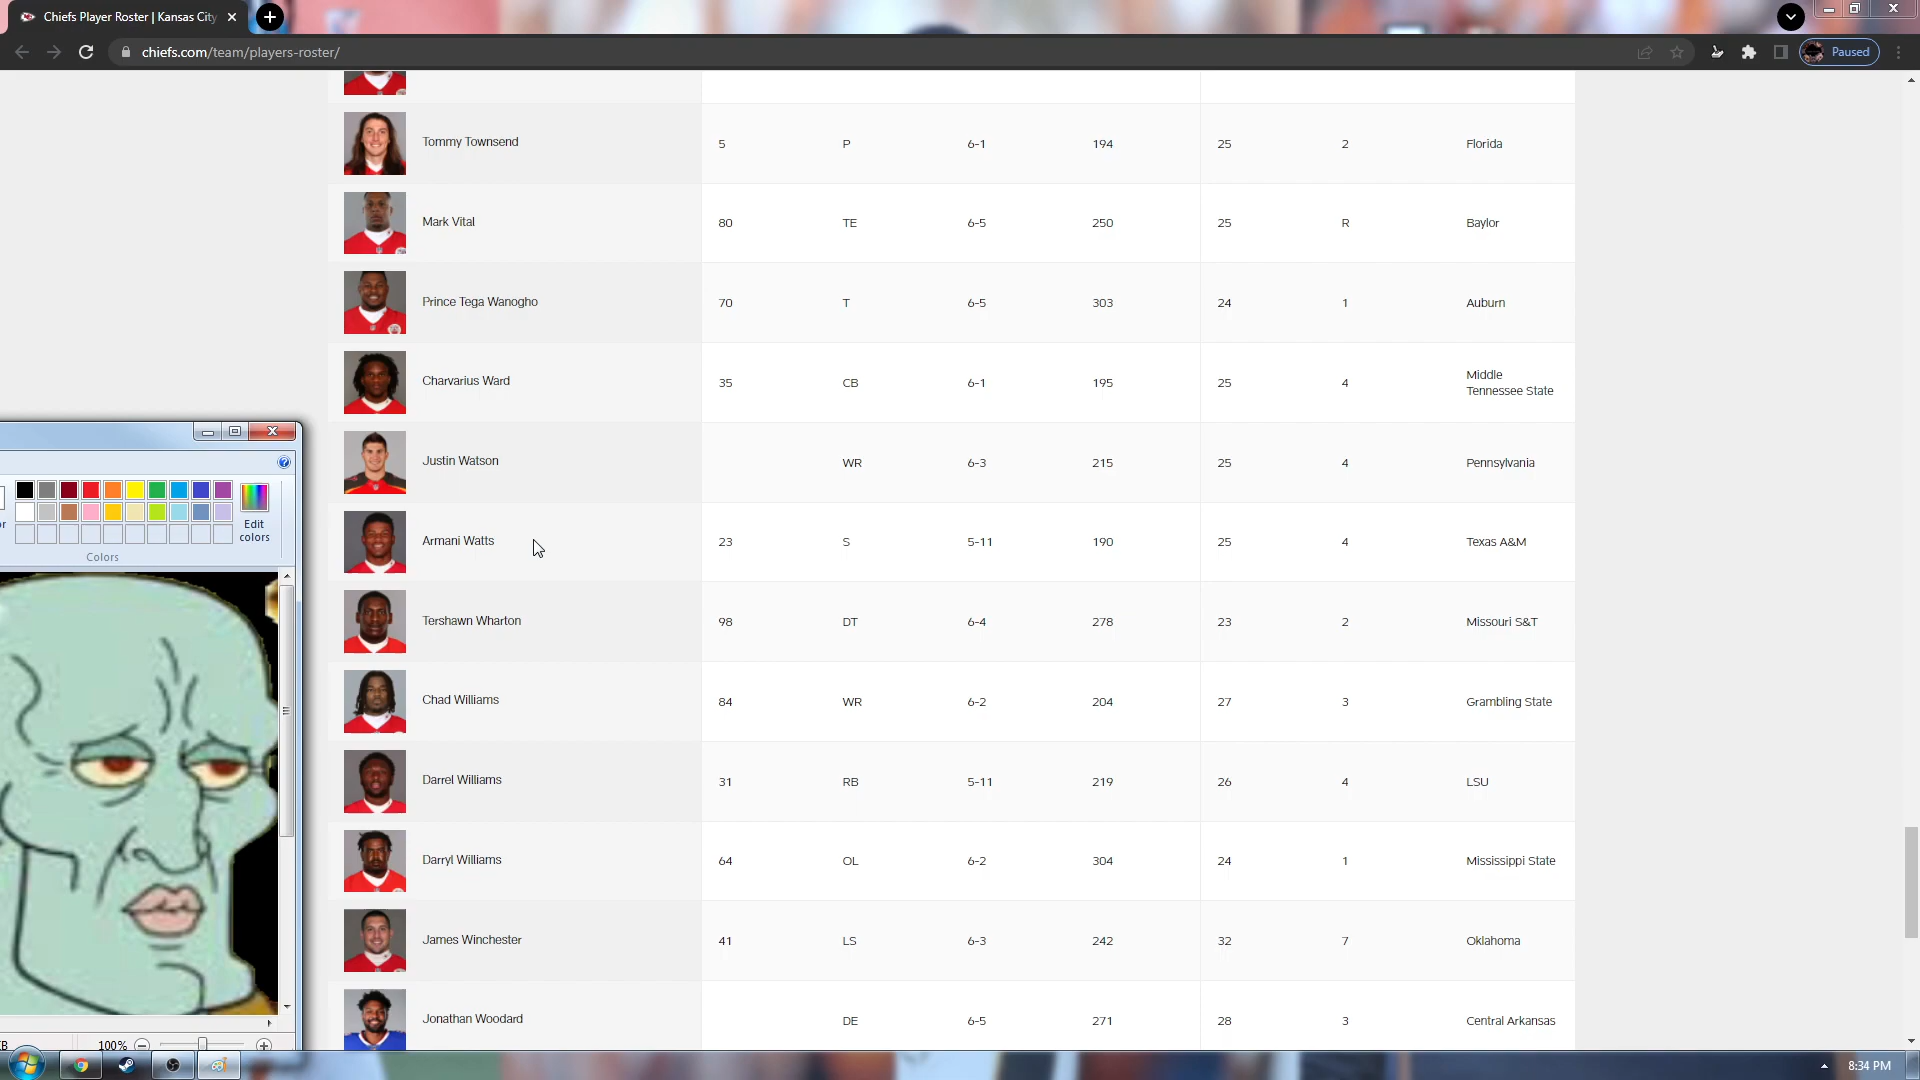 Chiefs Player Roster | Kansas City
chiefs.com/team/players-roster/
Paused
Tommy Townsend 5 P 6-1 194 25 2 Florida
Mark Vital 80 TE 6-5 250 25 R Baylor
Prince Tega Wanogho 70 T 6-5 303 24 1 Auburn
Charvarius Ward 35 CB 6-1 195 25 4 Middle
Tennessee State
Justin Watson WR 6-3 215 25 4 Pennsylvania
Armani Watts 23 S 5-11 190 25 4 Texas A&M
Tershawn Wharton 98 DT 6-4 278 23 2 Missouri S&T
Chad Williams 84 WR 6-2 204 27 3 Grambling State
Darrel Williams 31 RB 5-11 219 26 4 LSU
Darryl Williams 64 OL 6-2 304 24 1 Mississippi State
James Winchester 41 LS 6-3 242 32 7 Oklahoma
Jonathan Woodard DE 6-5 271 28 3 Central Arkansas
Edit
colors
Colors
100%
8:34 PM